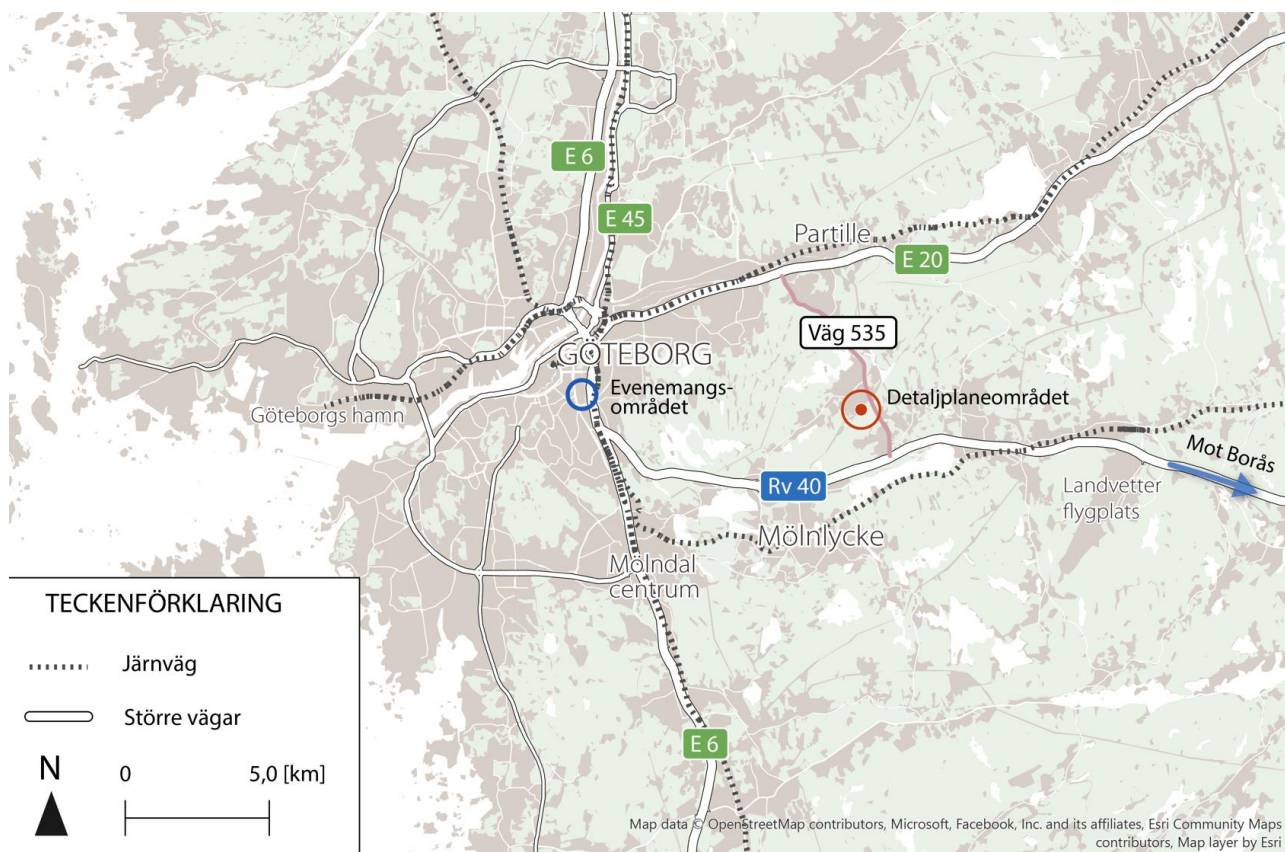 E 6
E 45
Partille
E 20
Väg 535
GÖTEBORG
Evenemangs-
området
Detaljplaneområdet
Göteborgs hamn
Mot Borås
Rv 40
Landvetter
flygplats
Mölnlycke
Mölndal
centrum
TECKENFÖRKLARING
Järnväg
Större vägar
E 6
N
0 5,0 [km]
Map data © OpenstreetMap contributors, Microsoft, Facebook, Inc. and its affiliates, Esri Community Maps
contributors, Map layer by Esri